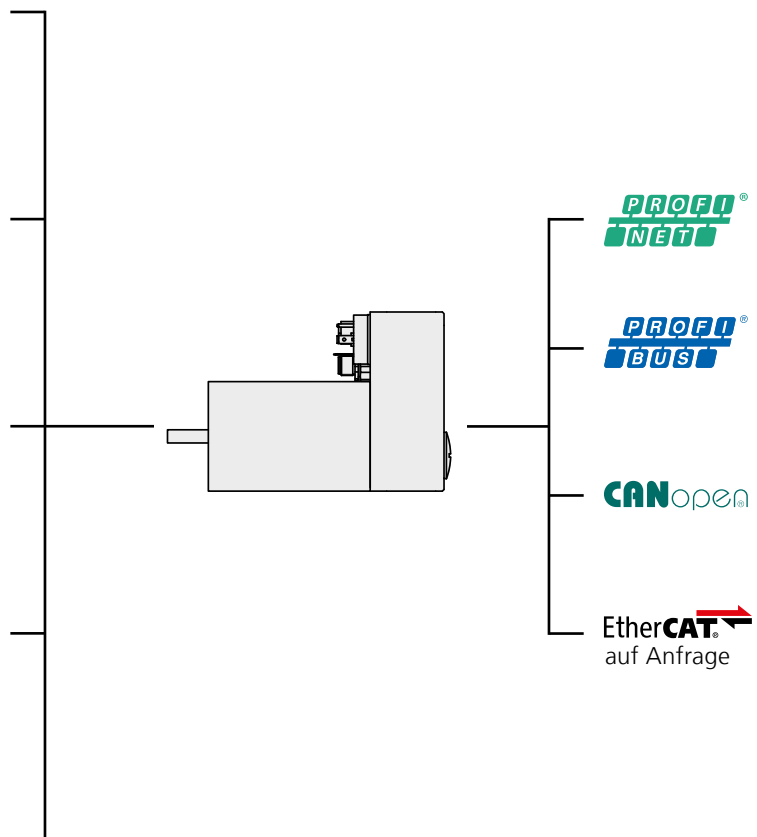 PROFI®
NET
PROFI®
BUS
CANopen®
EtherCAT®
auf Anfrage